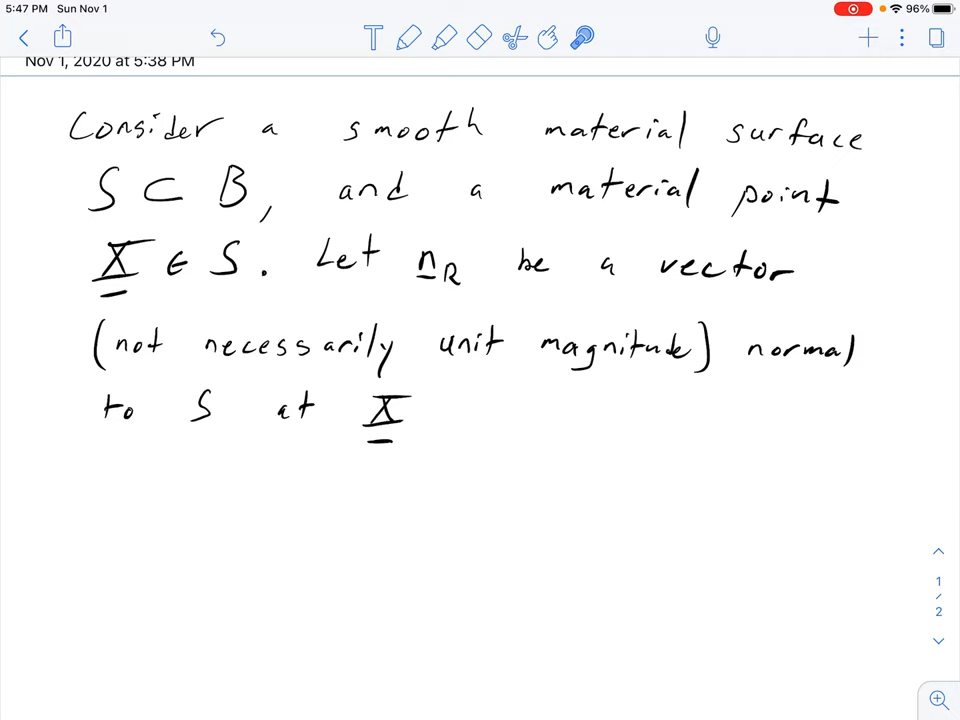 5:47 PM Sun Nov 1
96%
T
Nov 1, 2020 at 5:38 PM
Consider a smooth material surface
S ⊂ B, and a material point
X ∈ S. Let n_R be a vector
(not necessarily unit magnitude) normal
to S at X
1
/
2